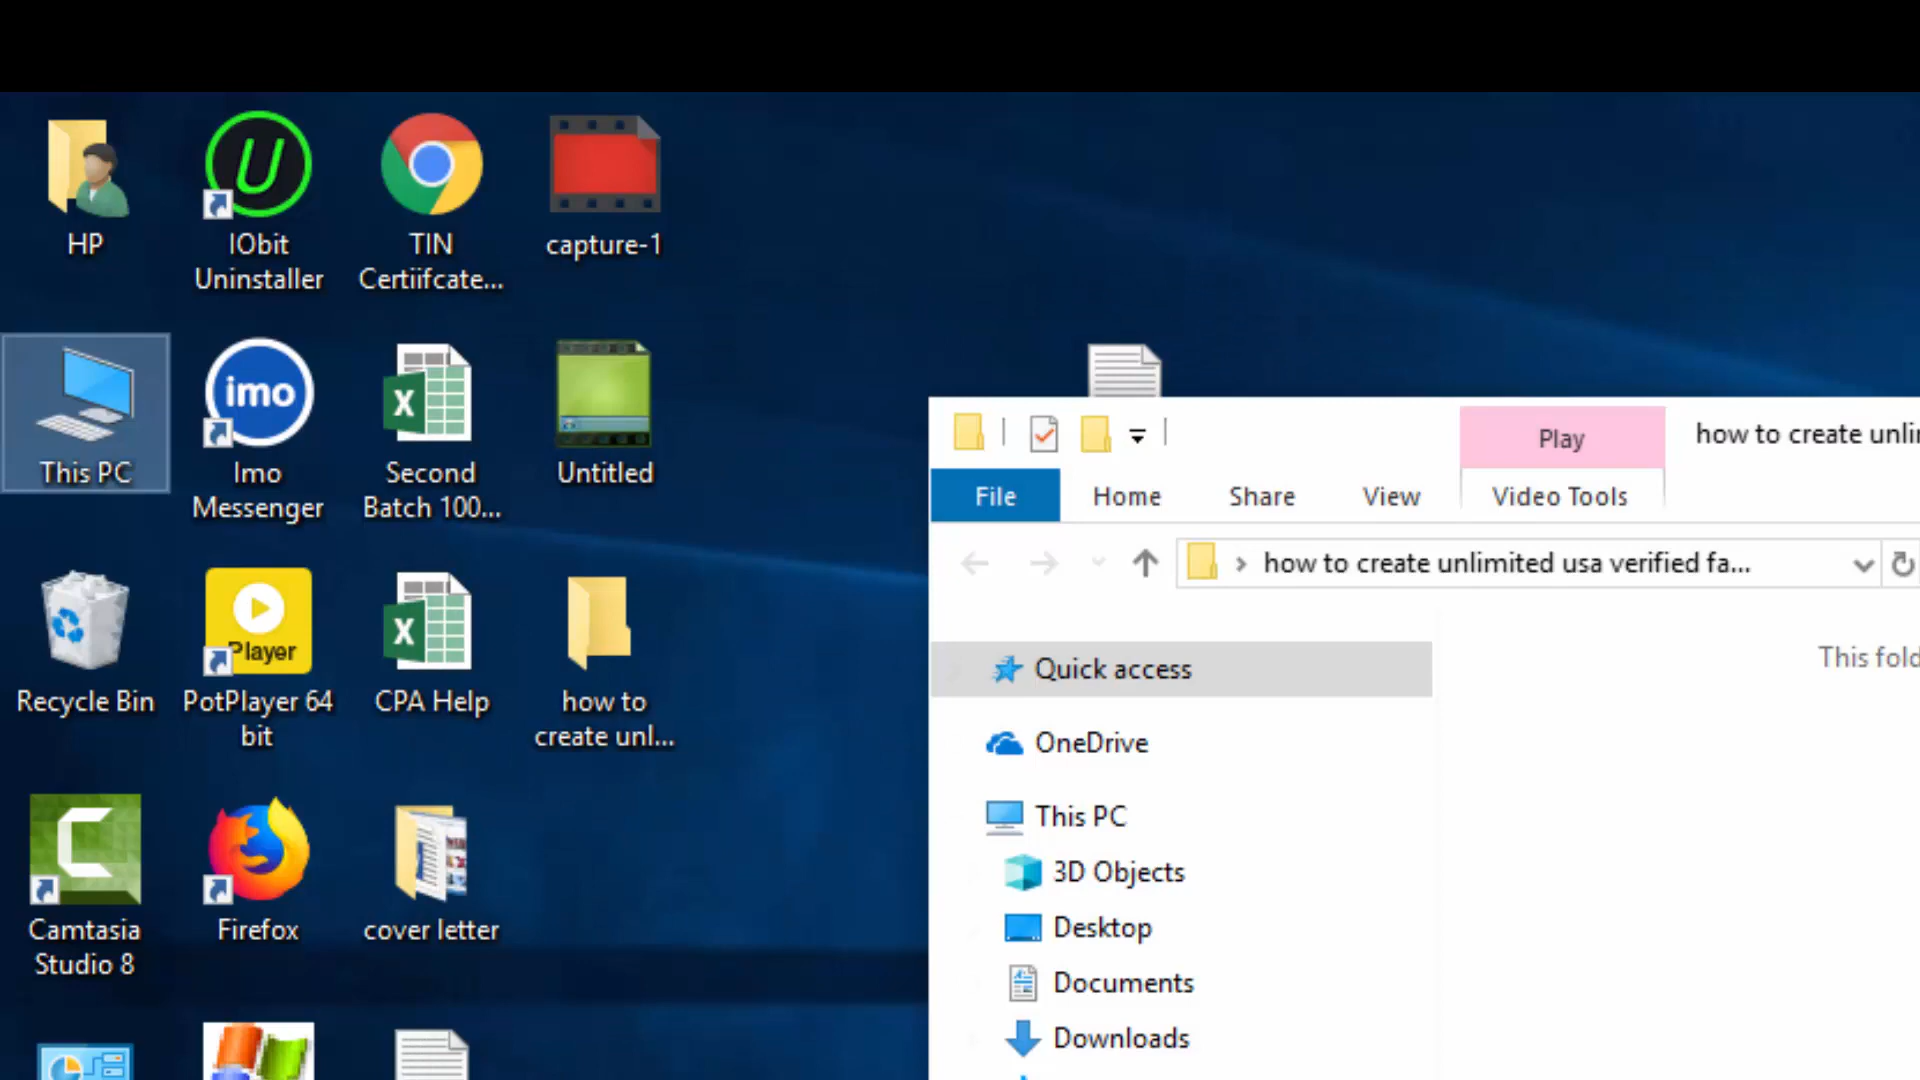 HP
IObit
Uninstaller
TIN
Certiifcate...
capture-1
This PC
imo
Imo
Messenger
Second
Batch 100...
Untitled
Recycle Bin
Player
PotPlayer 64
bit
CPA Help
how to
create unl...
Camtasia
Studio 8
Firefox
cover letter
Play
how to create unli
File
Home
Share
View
Video Tools
how to create unlimited usa verified fa...
Quick access
This fold
OneDrive
This PC
3D Objects
Desktop
Documents
Downloads